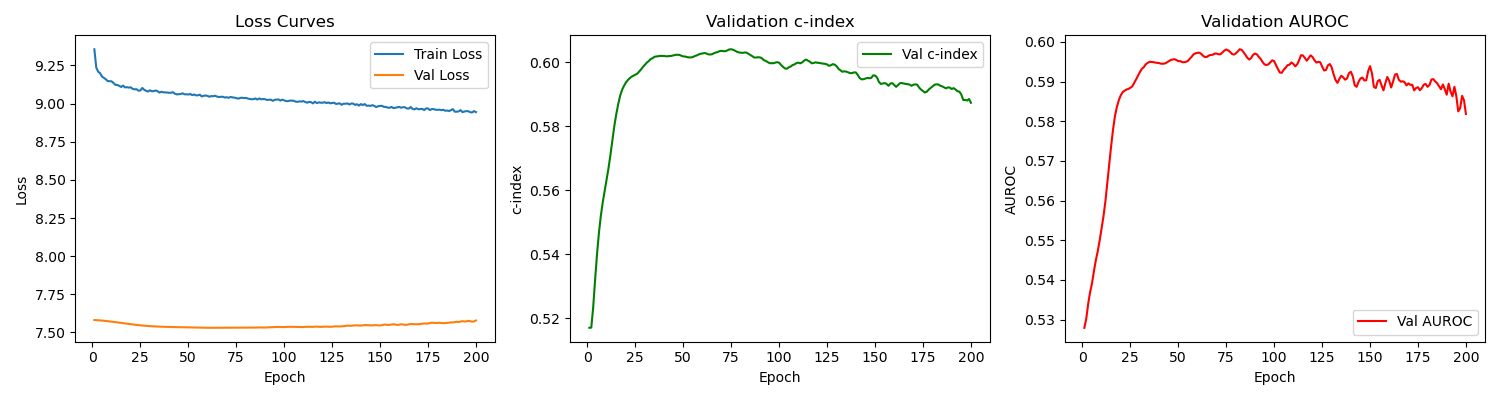 Loss Curves
Train Loss
Val Loss
9.25
9.00
8.75
8.50
8.25
8.00
7.75
7.50
Loss
0 25 50 75 100 125 150 175 200
Epoch
Validation c-index
Val c-index
0.60
0.58
0.56
0.54
0.52
c-index
0 25 50 75 100 125 150 175 200
Epoch
Validation AUROC
0.60
0.59
0.58
0.57
0.56
0.55
0.54
0.53
AUROC
Val AUROC
0 25 50 75 100 125 150 175 200
Epoch